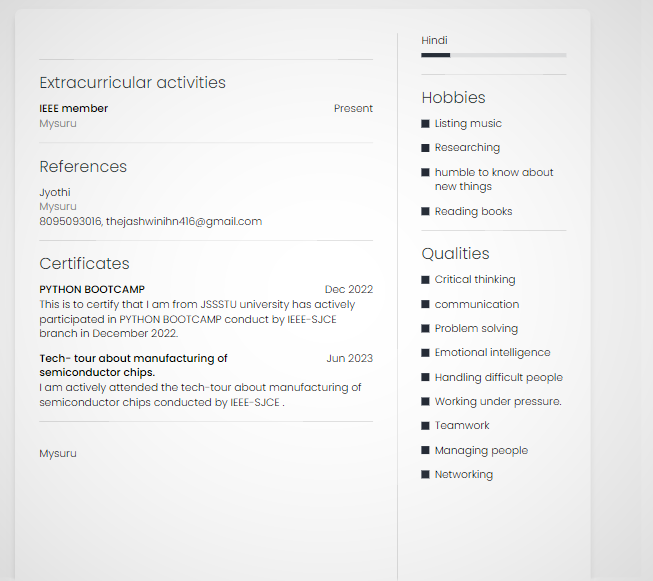 Extracurricular activities
IEEE member Present
Mysuru
References
Jyothi
Mysuru
8095093016, thejashwinihn416@gmail.com
Certificates
PYTHON BOOTCAMP Dec 2022
This is to certify that I am from JSSSTU university has actively
participated in PYTHON BOOTCAMP conduct by IEEE-SJCE
branch in December 2022.
Tech- tour about manufacturing of Jun 2023
semiconductor chips.
I am actively attended the tech-tour about manufacturing of
semiconductor chips conducted by IEEE-SJCE .
Mysuru
Hindi
Hobbies
Listing music
Researching
humble to know about
new things
Reading books
Qualities
Critical thinking
communication
Problem solving
Emotional intelligence
Handling difficult people
Working under pressure.
Teamwork
Managing people
Networking